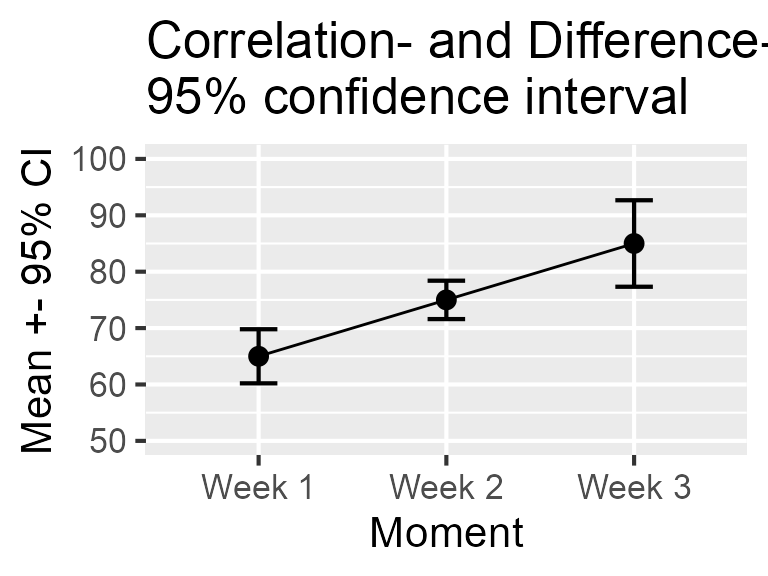 Correlation- and Difference-
95% confidence interval
Mean +- 95% CI
100
90
80
70
60
50
Week 1 Week 2 Week 3
Moment